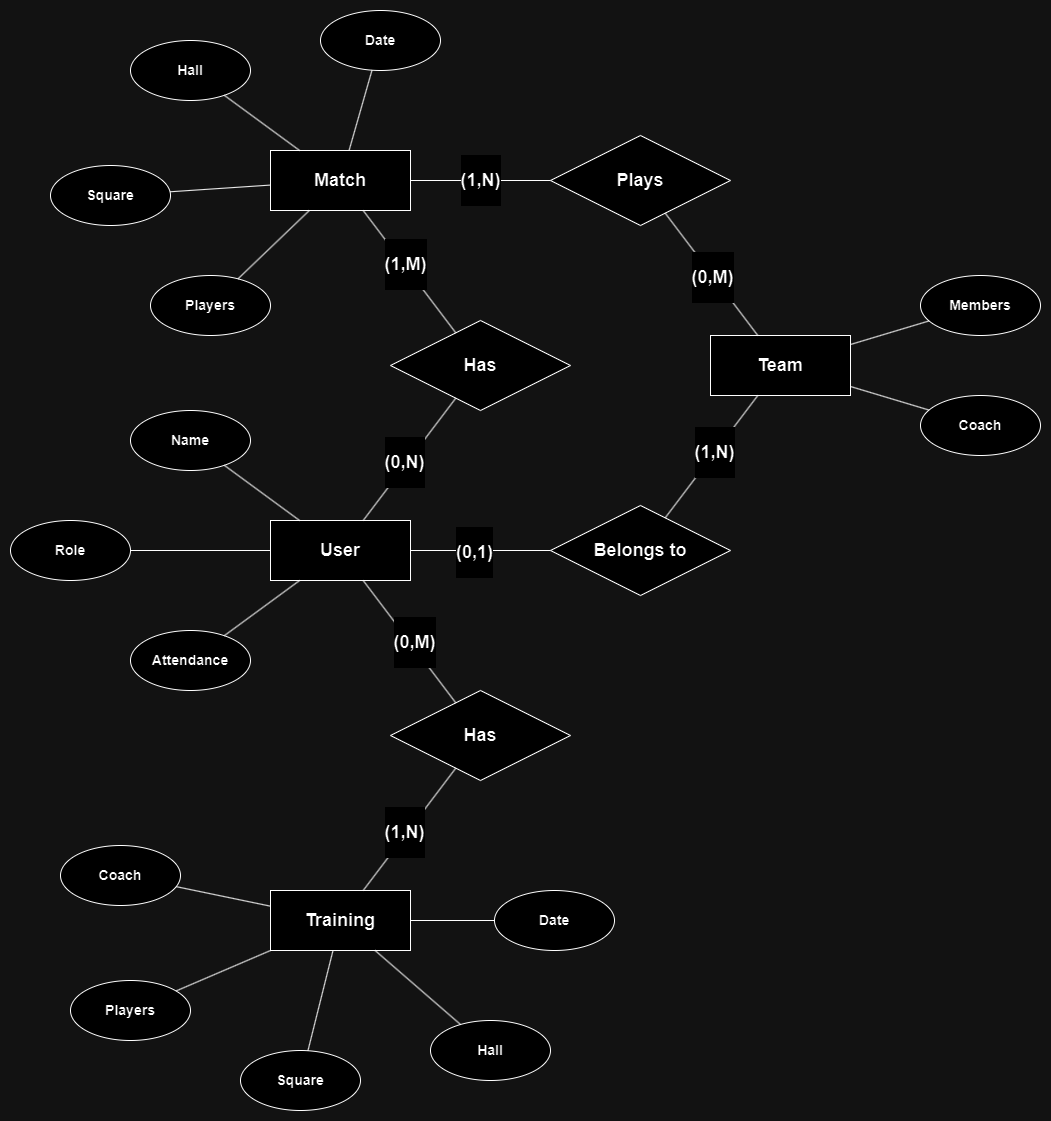 Date
Hall
Match
(1,N)
Plays
Square
(1,M)
(0,M)
Players
Members
Has
Team
Coach
Name
(0,N)
(1,N)
Role
User
(0,1)
Belongs to
Attendance
(0,M)
Has
(1,N)
Coach
Training
Date
Players
Hall
Square